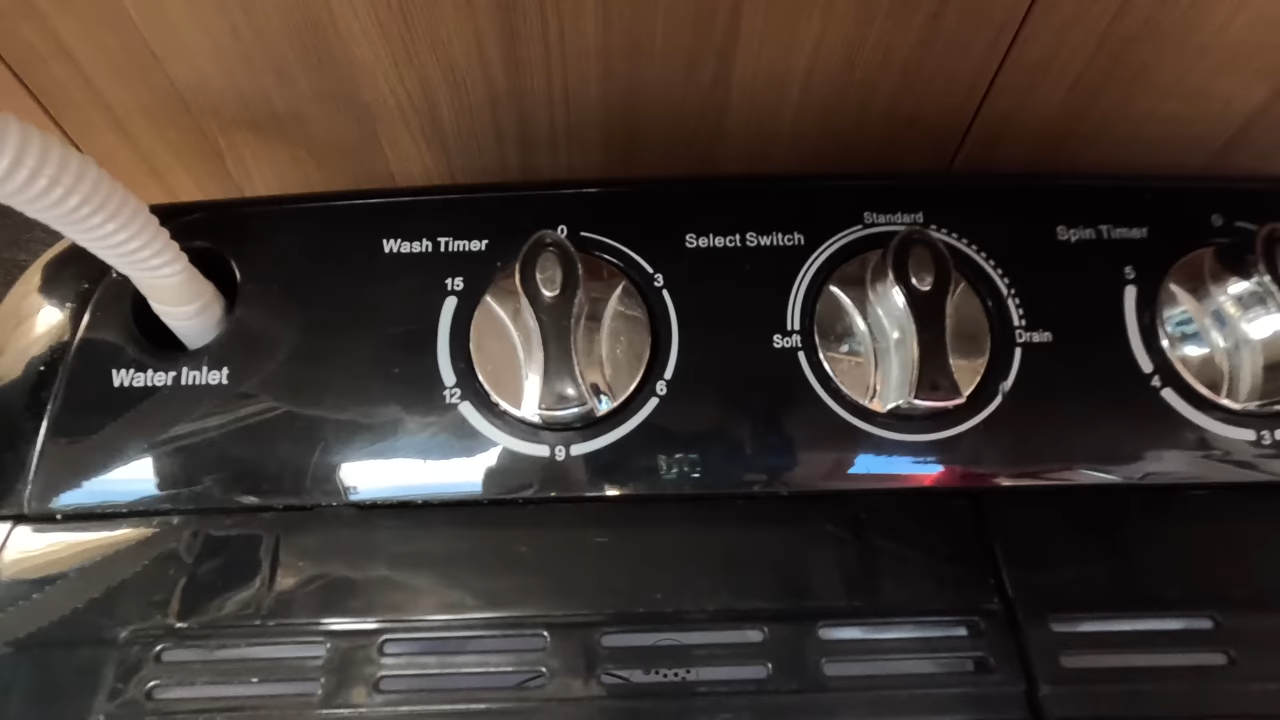 Wash Timer
0
3
6
9
12
15
Water Inlet
Select Switch
Standard
Soft
Drain
Spin Timer
0
5
4
3